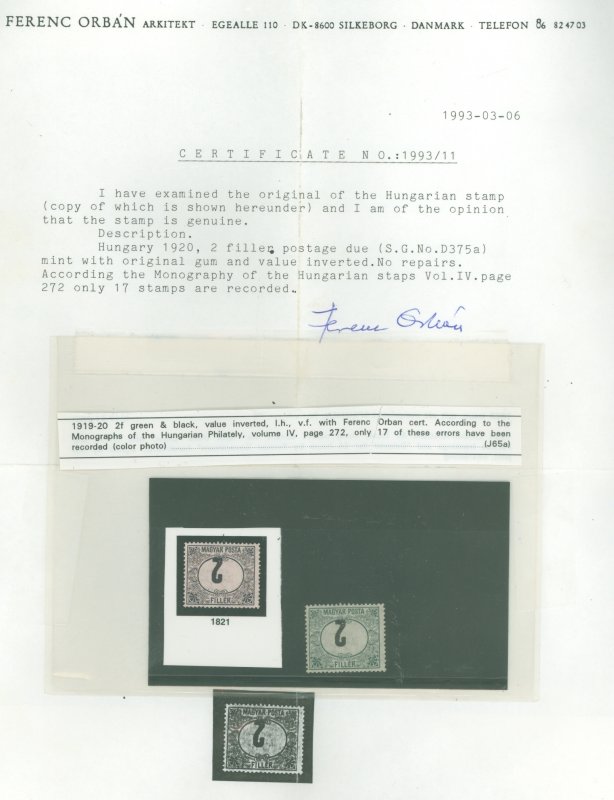 FERENC ORBÁN ARKITEKT · EGEALLE 110 · DK-8600 SILKEBORG · DANMARK · TELEFON 86 82 47 03
1993-03-06
CERTIFICATE NO.:1993/11
I have examined the original of the Hungarian stamp
(copy of which is shown hereunder) and I am of the opinion
that the stamp is genuine.
Description.
Hungary 1920, 2 filler postage due (S.G.No.D375a)
mint with original gum and value inverted.No repairs.
According the Monography of the Hungarian staps Vol.IV.page
272 only 17 stamps are recorded.
Ferenc Orbán
1919-20 2f green & black, value inverted, l.h., v.f. with Ferenc Orban cert. According to the
Monographs of the Hungarian Philately, volume IV, page 272, only 17 of these errors have been
recorded (color photo) (J65a)
MAGYAR POSTA
2
FILLÉR
1821
MAGYAR POSTA
2
FILLÉR
MAGYAR POSTA
2
FILLÉR